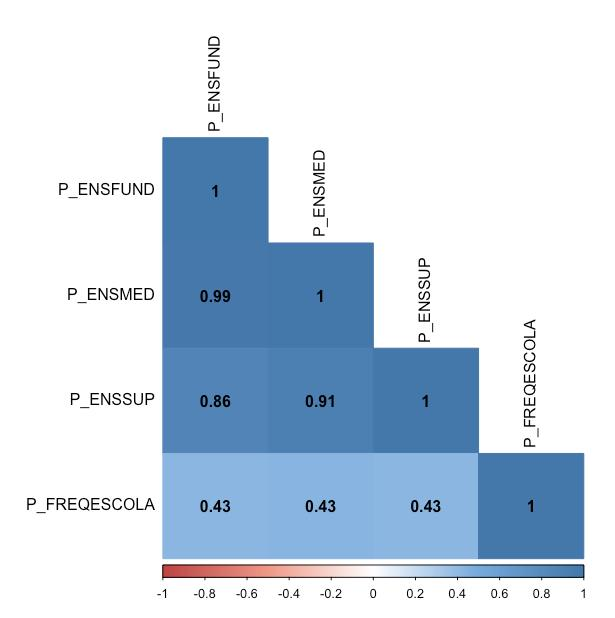 P_ENSFUND
P_ENSMED
P_ENSSUP
P_FREQESCOLA
P_ENSFUND 1
P_ENSMED 0.99 1
P_ENSSUP 0.86 0.91 1
P_FREQESCOLA 0.43 0.43 0.43 1
-1 -0.8 -0.6 -0.4 -0.2 0 0.2 0.4 0.6 0.8 1